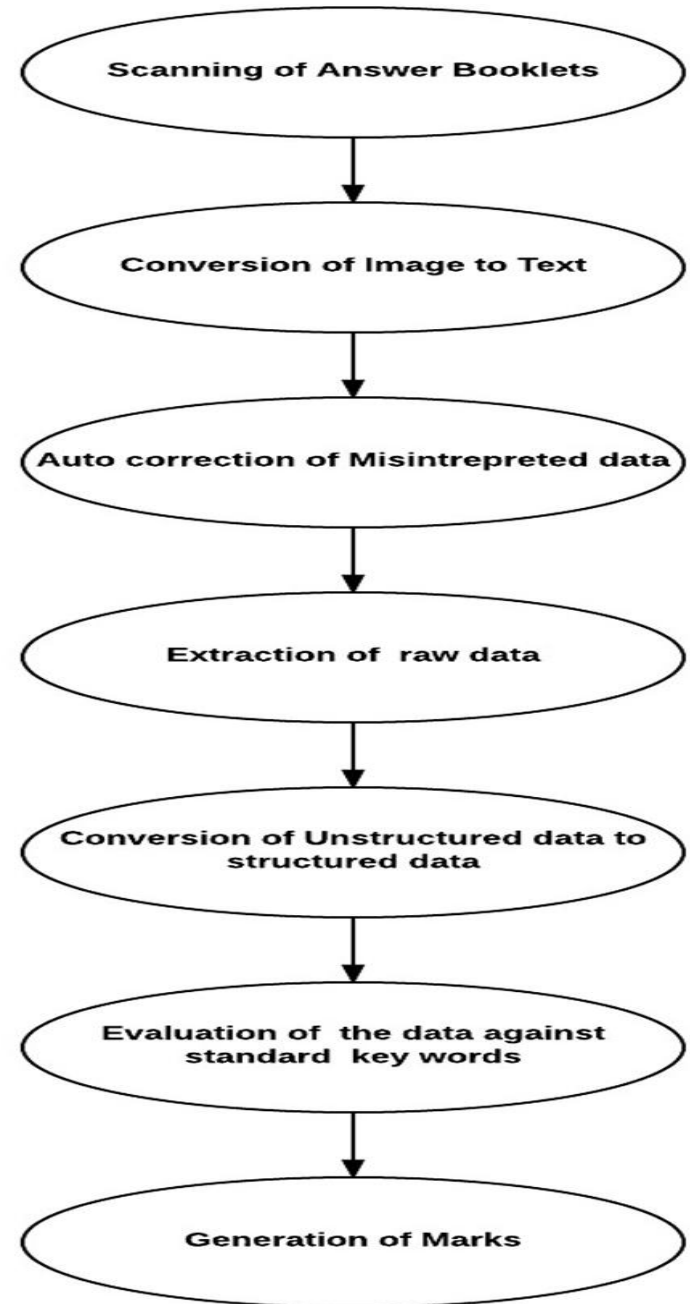 Scanning of Answer Booklets
Conversion of Image to Text
Auto correction of Misintrepreted data
Extraction of  raw data
Conversion of Unstructured data to
structured data
Evaluation of  the data against
standard  key words
Generation of Marks